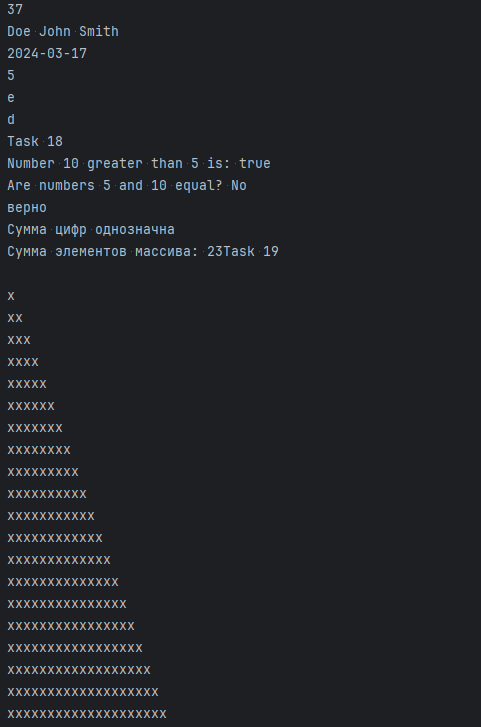 37
Doe John Smith
2024-03-17
5
e
d
Task 18
Number 10 greater than 5 is: true
Are numbers 5 and 10 equal? No
верно
Сумма цифр однозначна
Сумма элементов массива: 23Task 19

x
xx
xxx
xxxx
xxxxx
xxxxxx
xxxxxxx
xxxxxxxx
xxxxxxxxx
xxxxxxxxxx
xxxxxxxxxxx
xxxxxxxxxxxx
xxxxxxxxxxxxx
xxxxxxxxxxxxxx
xxxxxxxxxxxxxxx
xxxxxxxxxxxxxxxx
xxxxxxxxxxxxxxxxx
xxxxxxxxxxxxxxxxxx
xxxxxxxxxxxxxxxxxxx
xxxxxxxxxxxxxxxxxxxx